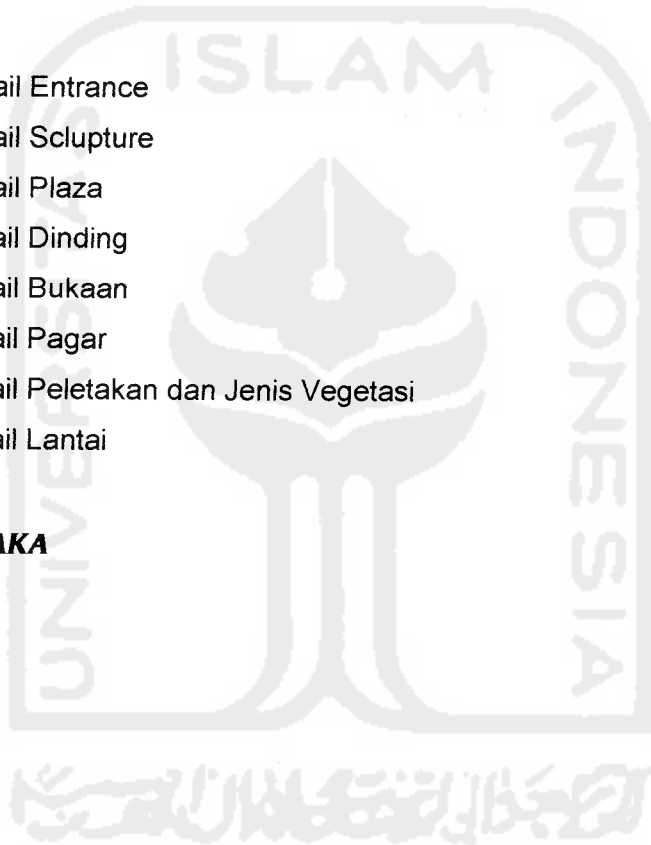 ISLAM
UNIVERSITAS
INDONESIA
ail Entrance
ail Sclupture
ail Plaza
ail Dinding
ail Bukaan
ail Pagar
ail Peletakan dan Jenis Vegetasi
ail Lantai
AKA